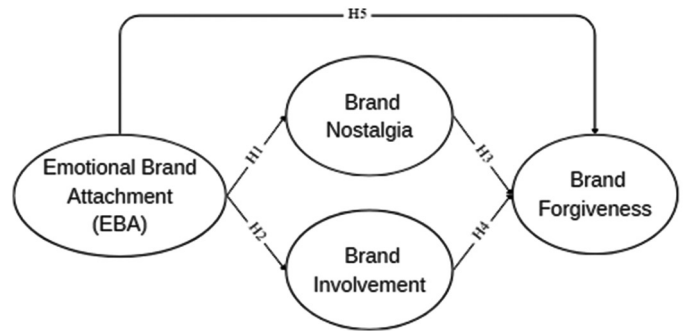 H5
Brand
Nostalgia
H1
H3
Emotional Brand
Attachment
(EBA)
Brand
Forgiveness
H2
H4
Brand
Involvement